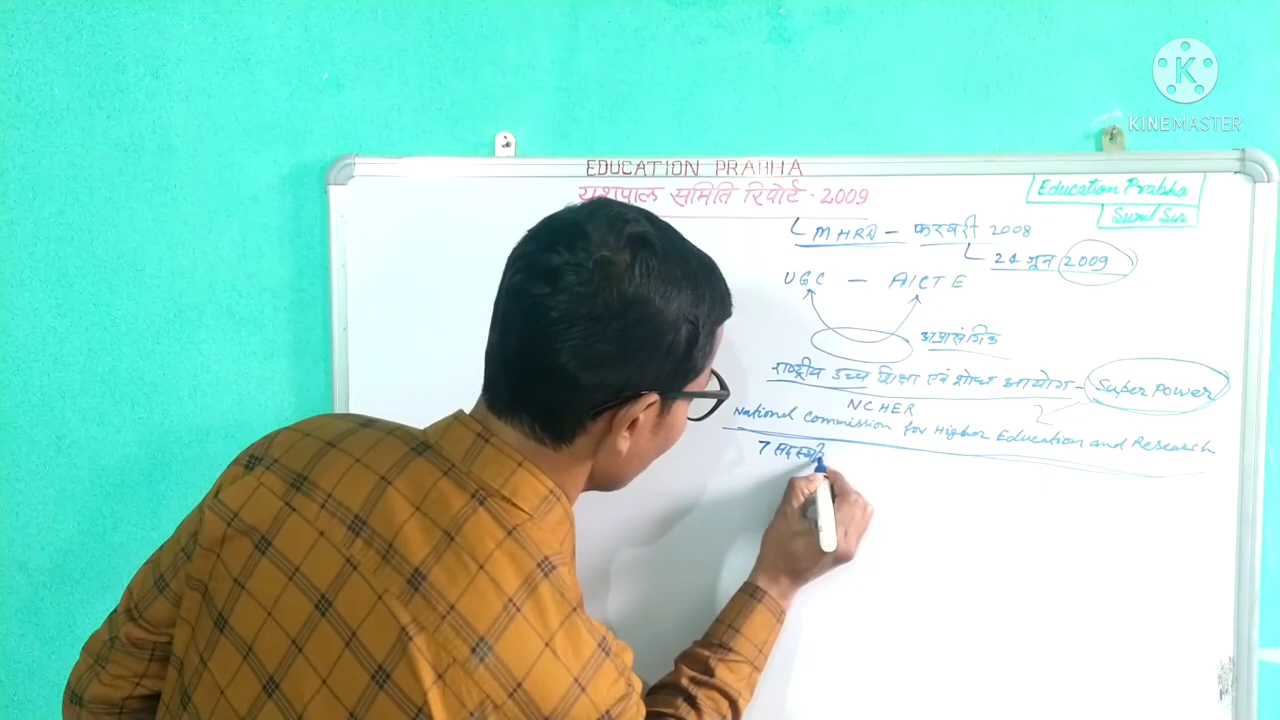 KINEMASTER
EDUCATION PRABHA
यशपाल समिति रिपोर्ट - 2009
Education Prabha
Sunil Sir
MHRD - फरवरी 2008
24 जून 2009
UGC - AICTE
अप्रासंगिक
राष्ट्रीय उच्च शिक्षा एवं शोध आयोग - Super Power
NCHER
National Commission for Higher Education and Research
7 सदस्यी